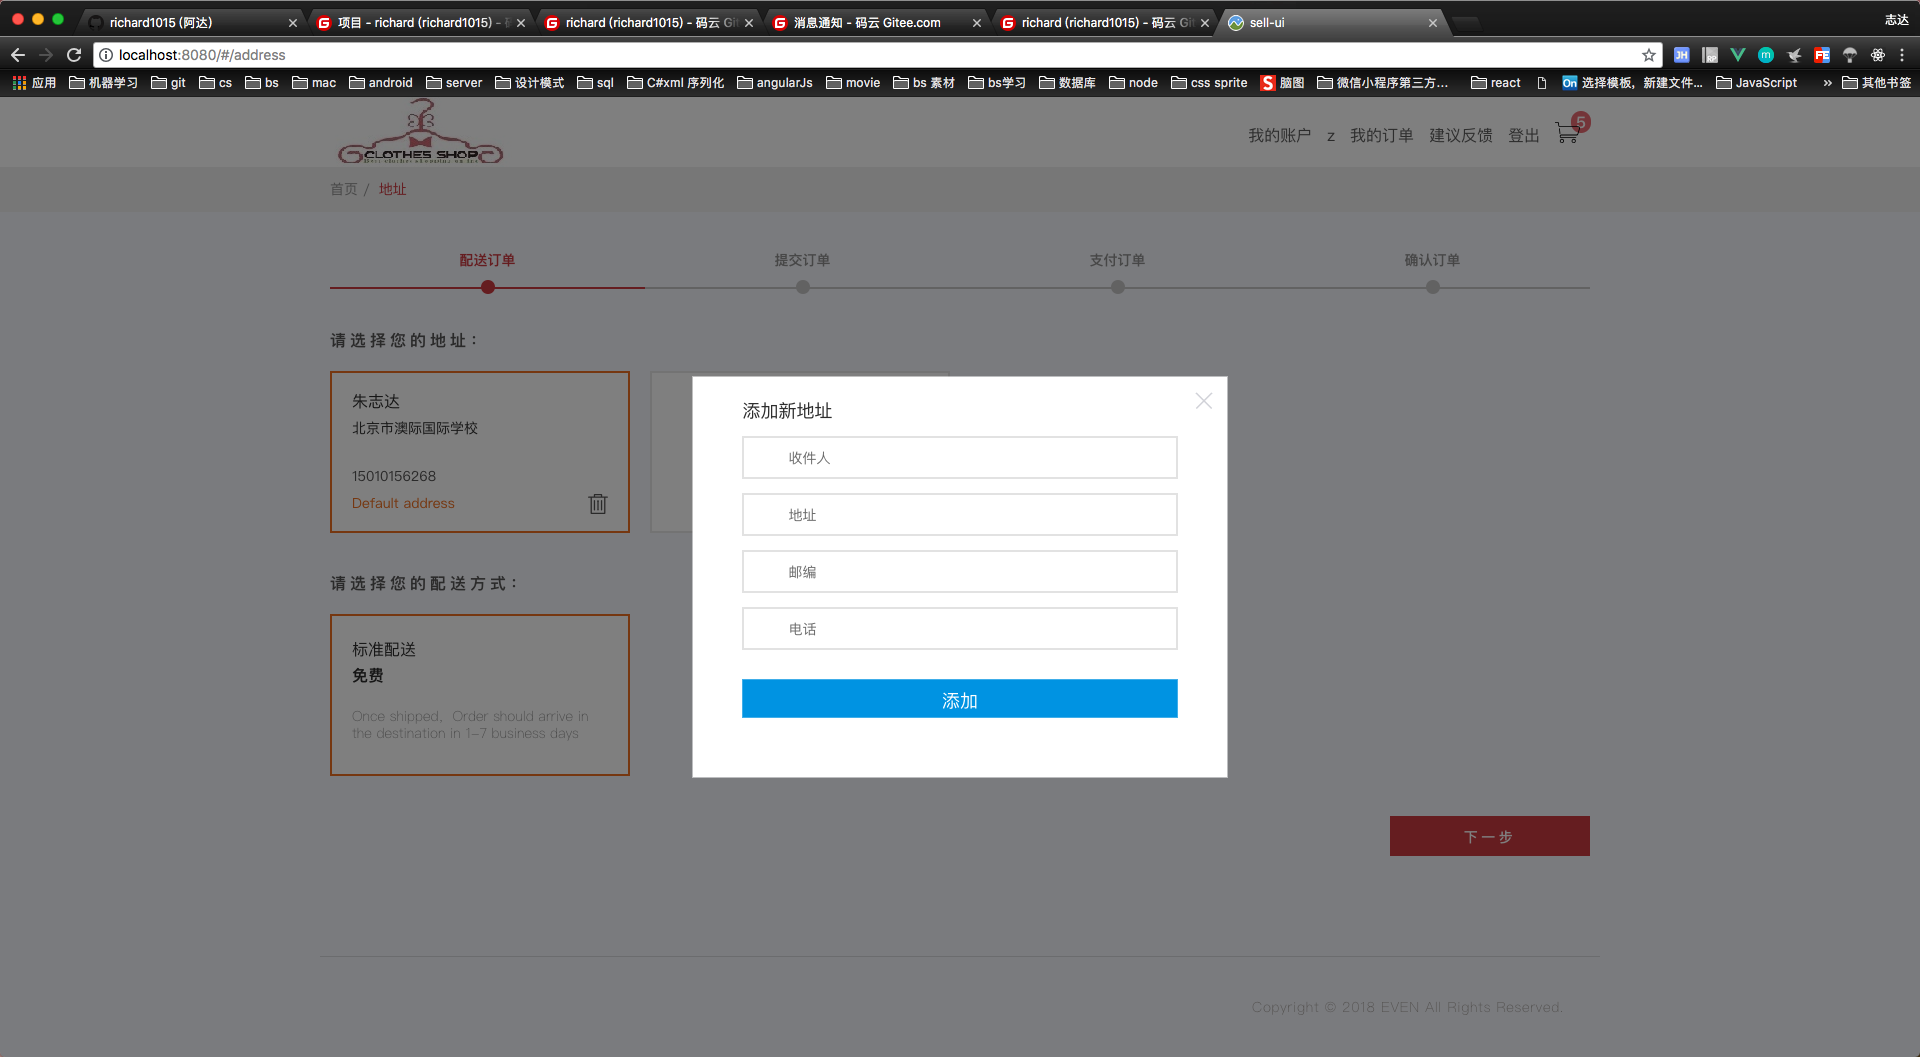 richard1015 (阿达)
项目 - richard (richard1015) -
richard (richard1015) - 码云 Git
消息通知 - 码云 Gitee.com
richard (richard1015) - 码云 Git
sell-ui
志达
localhost:8080/#/address
应用
机器学习
git
cs
bs
mac
android
server
设计模式
sql
C#xml 序列化
angularJs
movie
bs 素材
bs学习
数据库
node
css sprite
脑图
微信小程序第三方...
react
On
选择模板，新建文件...
JavaScript
»
其他书签
CLOTHES SHOP
我的账户 z 我的订单 建议反馈 登出
5
首页 / 地址
配送订单
提交订单
支付订单
确认订单
请选择您的地址：
朱志达
北京市澳际国际学校
15010156268
Default address
请选择您的配送方式：
标准配送
免费
Once shipped，Order should arrive in
the destination in 1-7 business days
添加新地址
收件人
地址
邮编
电话
添加
下一步
Copyright © 2018 EVEN All Rights Reserved.